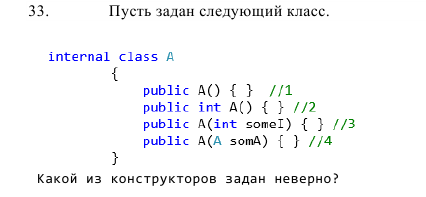 33. Пусть задан следующий класс.
internal class A
{
public A() { } //1
public int A() { } //2
public A(int someI) { } //3
public A(A somA) { } //4
}
Какой из конструкторов задан неверно?